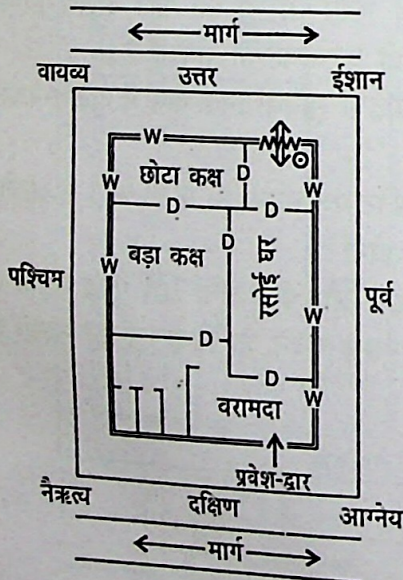 मार्ग
वायव्य उत्तर ईशान
W
D
W छोटा कक्ष W
D D
D
बड़ा कक्ष
W
रसोई घर
पश्चिम पूर्व
W
D
D
W
वरामदा
प्रवेश-द्वार
नैऋत्य दक्षिण आग्नेय
मार्ग